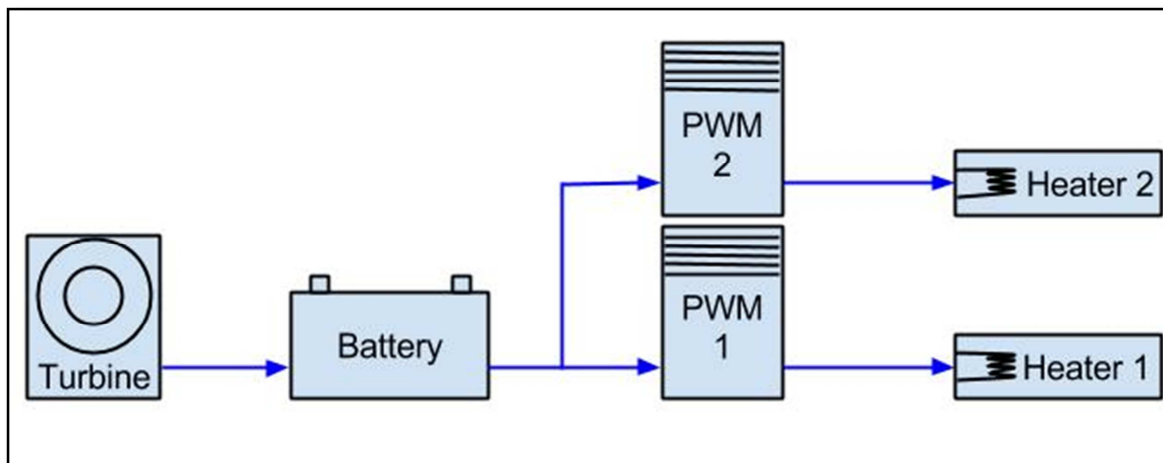 PWM
2
Heater 2
Turbine
Battery
PWM
1
Heater 1